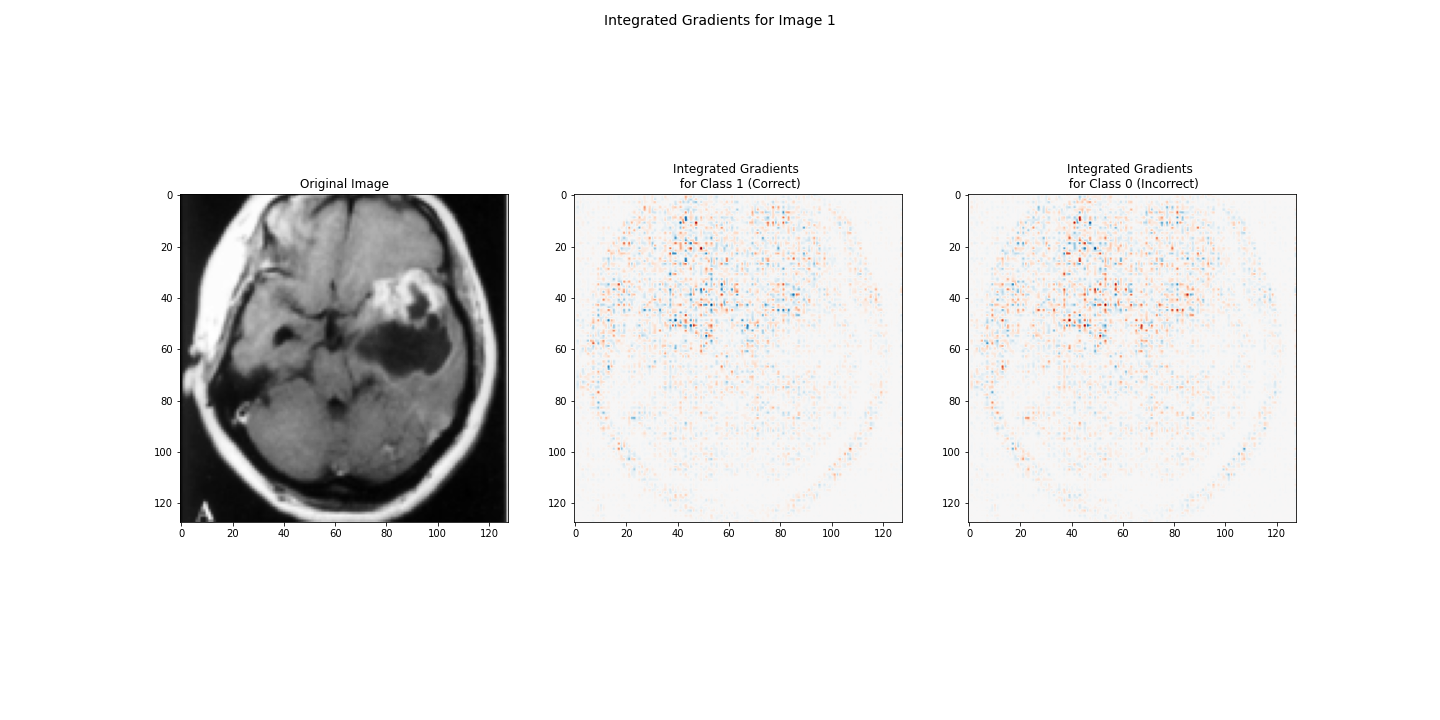 Integrated Gradients for Image 1
Original Image
0
20
40
60
80
100
120
0 20 40 60 80 100 120
A
Integrated Gradients
for Class 1 (Correct)
0
20
40
60
80
100
120
0 20 40 60 80 100 120
Integrated Gradients
for Class 0 (Incorrect)
0
20
40
60
80
100
120
0 20 40 60 80 100 120